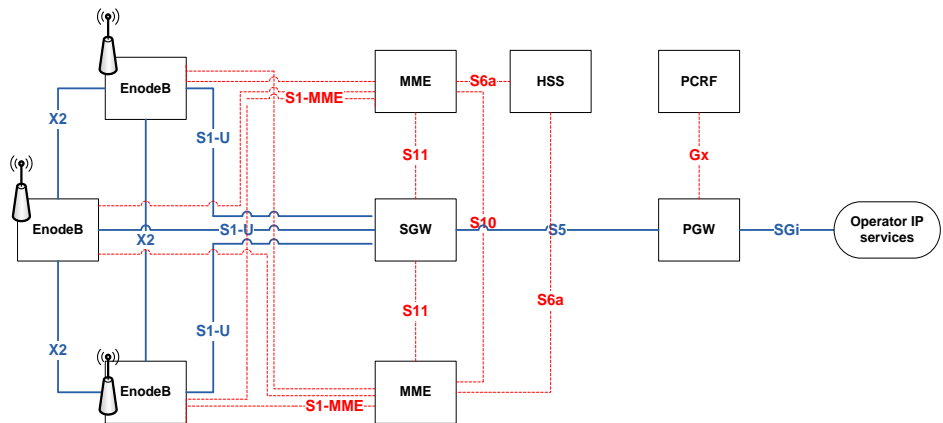 EnodeB
MME
S6a
HSS
PCRF
S1-MME
X2
S1-U
S11
Gx
EnodeB
S1-U
X2
SGW
S10
S5
PGW
SGi
Operator IP
services
S6a
S11
X2
S1-U
EnodeB
MME
S1-MME